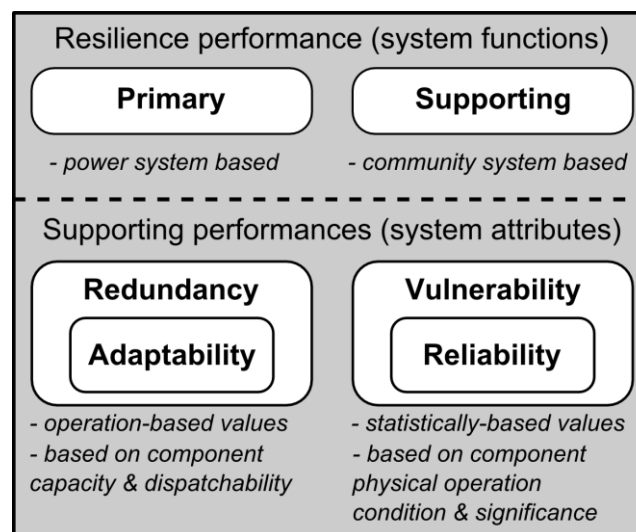 Resilience performance (system functions)
Primary
Supporting
- power system based
- community system based
Supporting performances (system attributes)
Redundancy
Adaptability
- operation-based values
- based on component
capacity & dispatchability
Vulnerability
Reliability
- statistically-based values
- based on component
physical operation
condition & significance